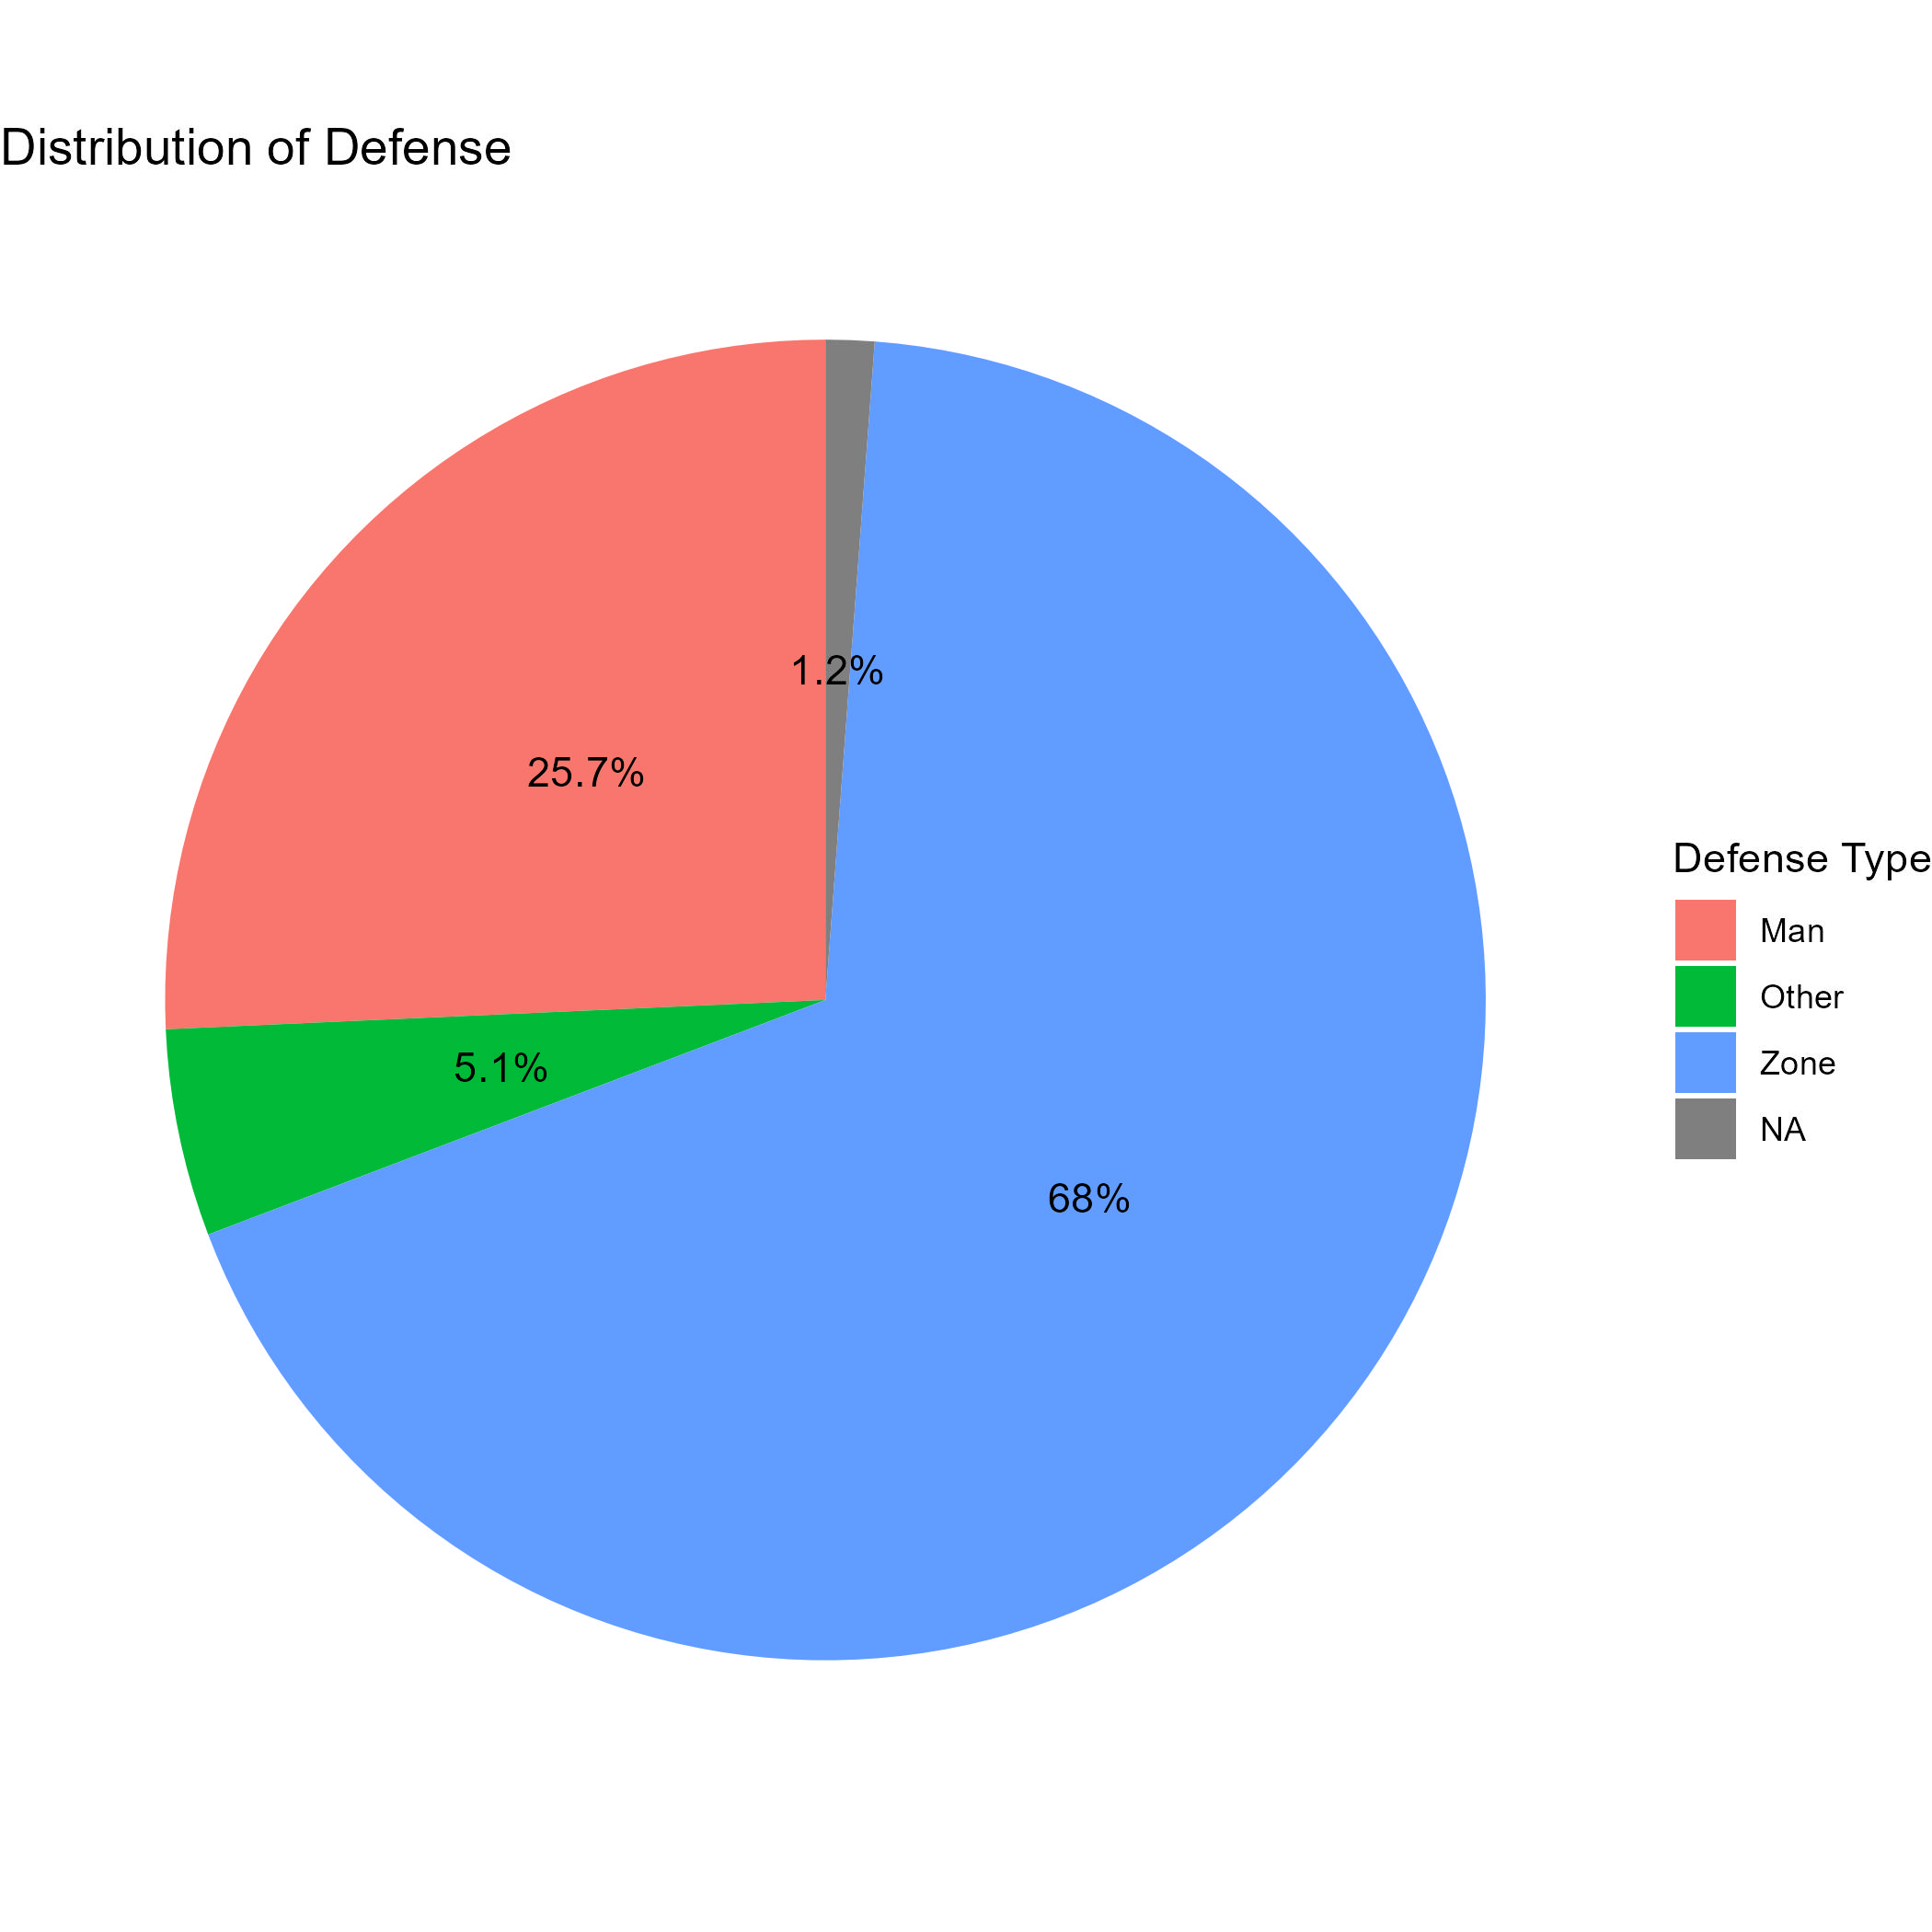 Distribution of Defense
1.2%
25.7%
5.1%
68%
Defense Type
Man
Other
Zone
NA